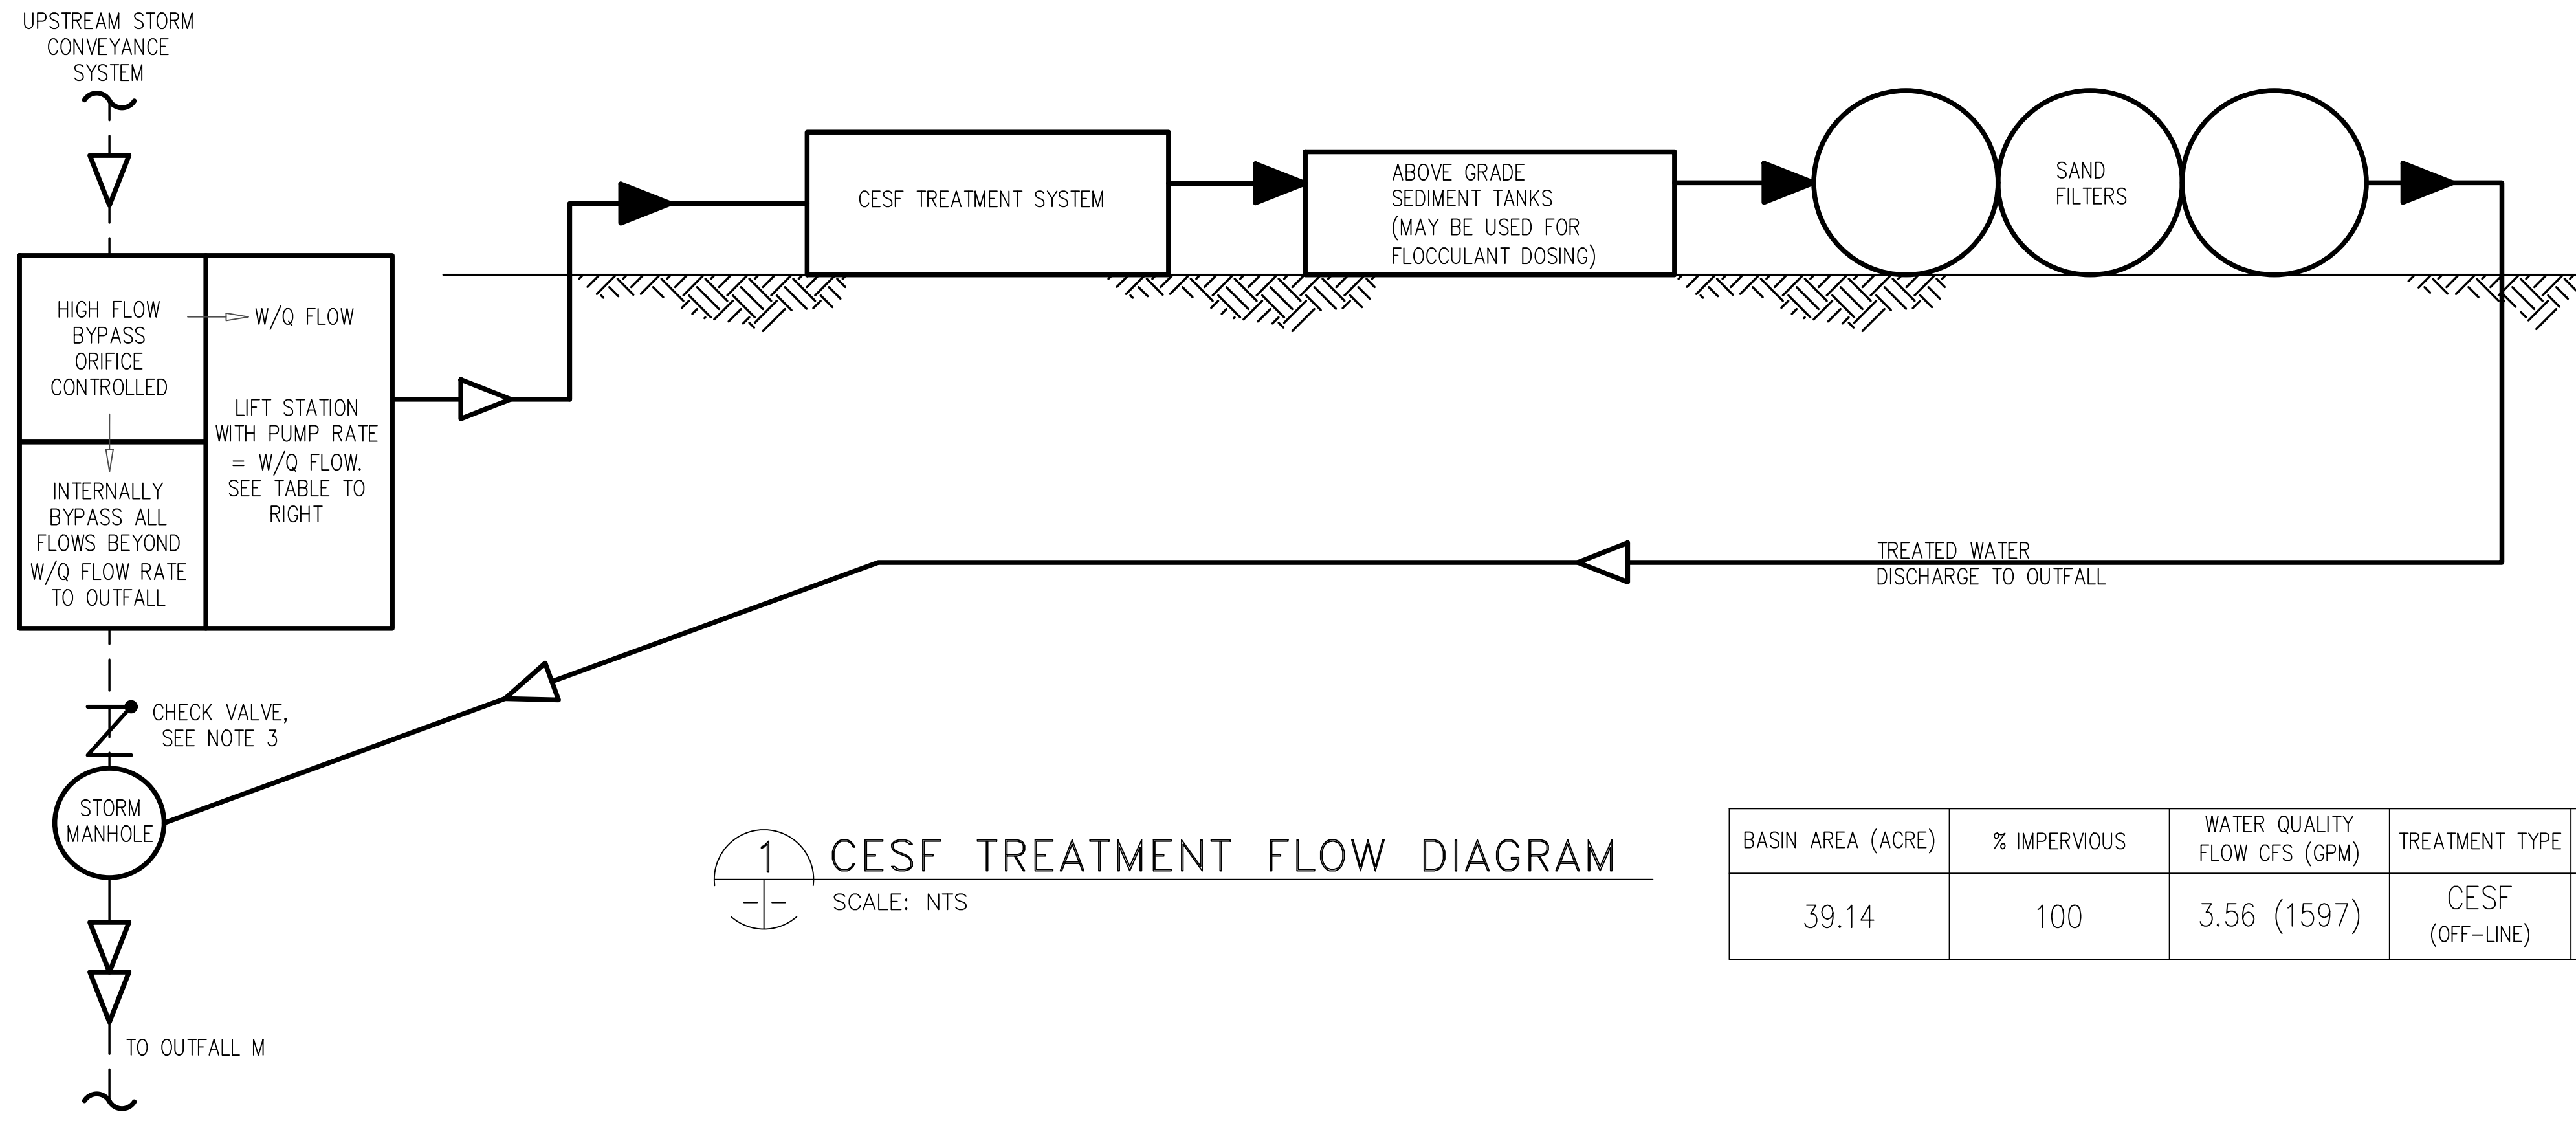 UPSTREAM STORM
CONVEYANCE
SYSTEM
HIGH FLOW
BYPASS
ORIFICE
CONTROLLED
W/Q FLOW
LIFT STATION
WITH PUMP RATE
= W/Q FLOW.
SEE TABLE TO
RIGHT
INTERNALLY
BYPASS ALL
FLOWS BEYOND
W/Q FLOW RATE
TO OUTFALL
CESF TREATMENT SYSTEM
ABOVE GRADE
SEDIMENT TANKS
(MAY BE USED FOR
FLOCCULANT DOSING)
SAND
FILTERS
TREATED WATER
DISCHARGE TO OUTFALL
CHECK VALVE,
SEE NOTE 3
STORM
MANHOLE
TO OUTFALL M
1
CESF TREATMENT FLOW DIAGRAM
SCALE: NTS
BASIN AREA (ACRE)
% IMPERVIOUS
WATER QUALITY
FLOW CFS (GPM)
TREATMENT TYPE
39.14
100
3.56 (1597)
CESF
(OFF-LINE)